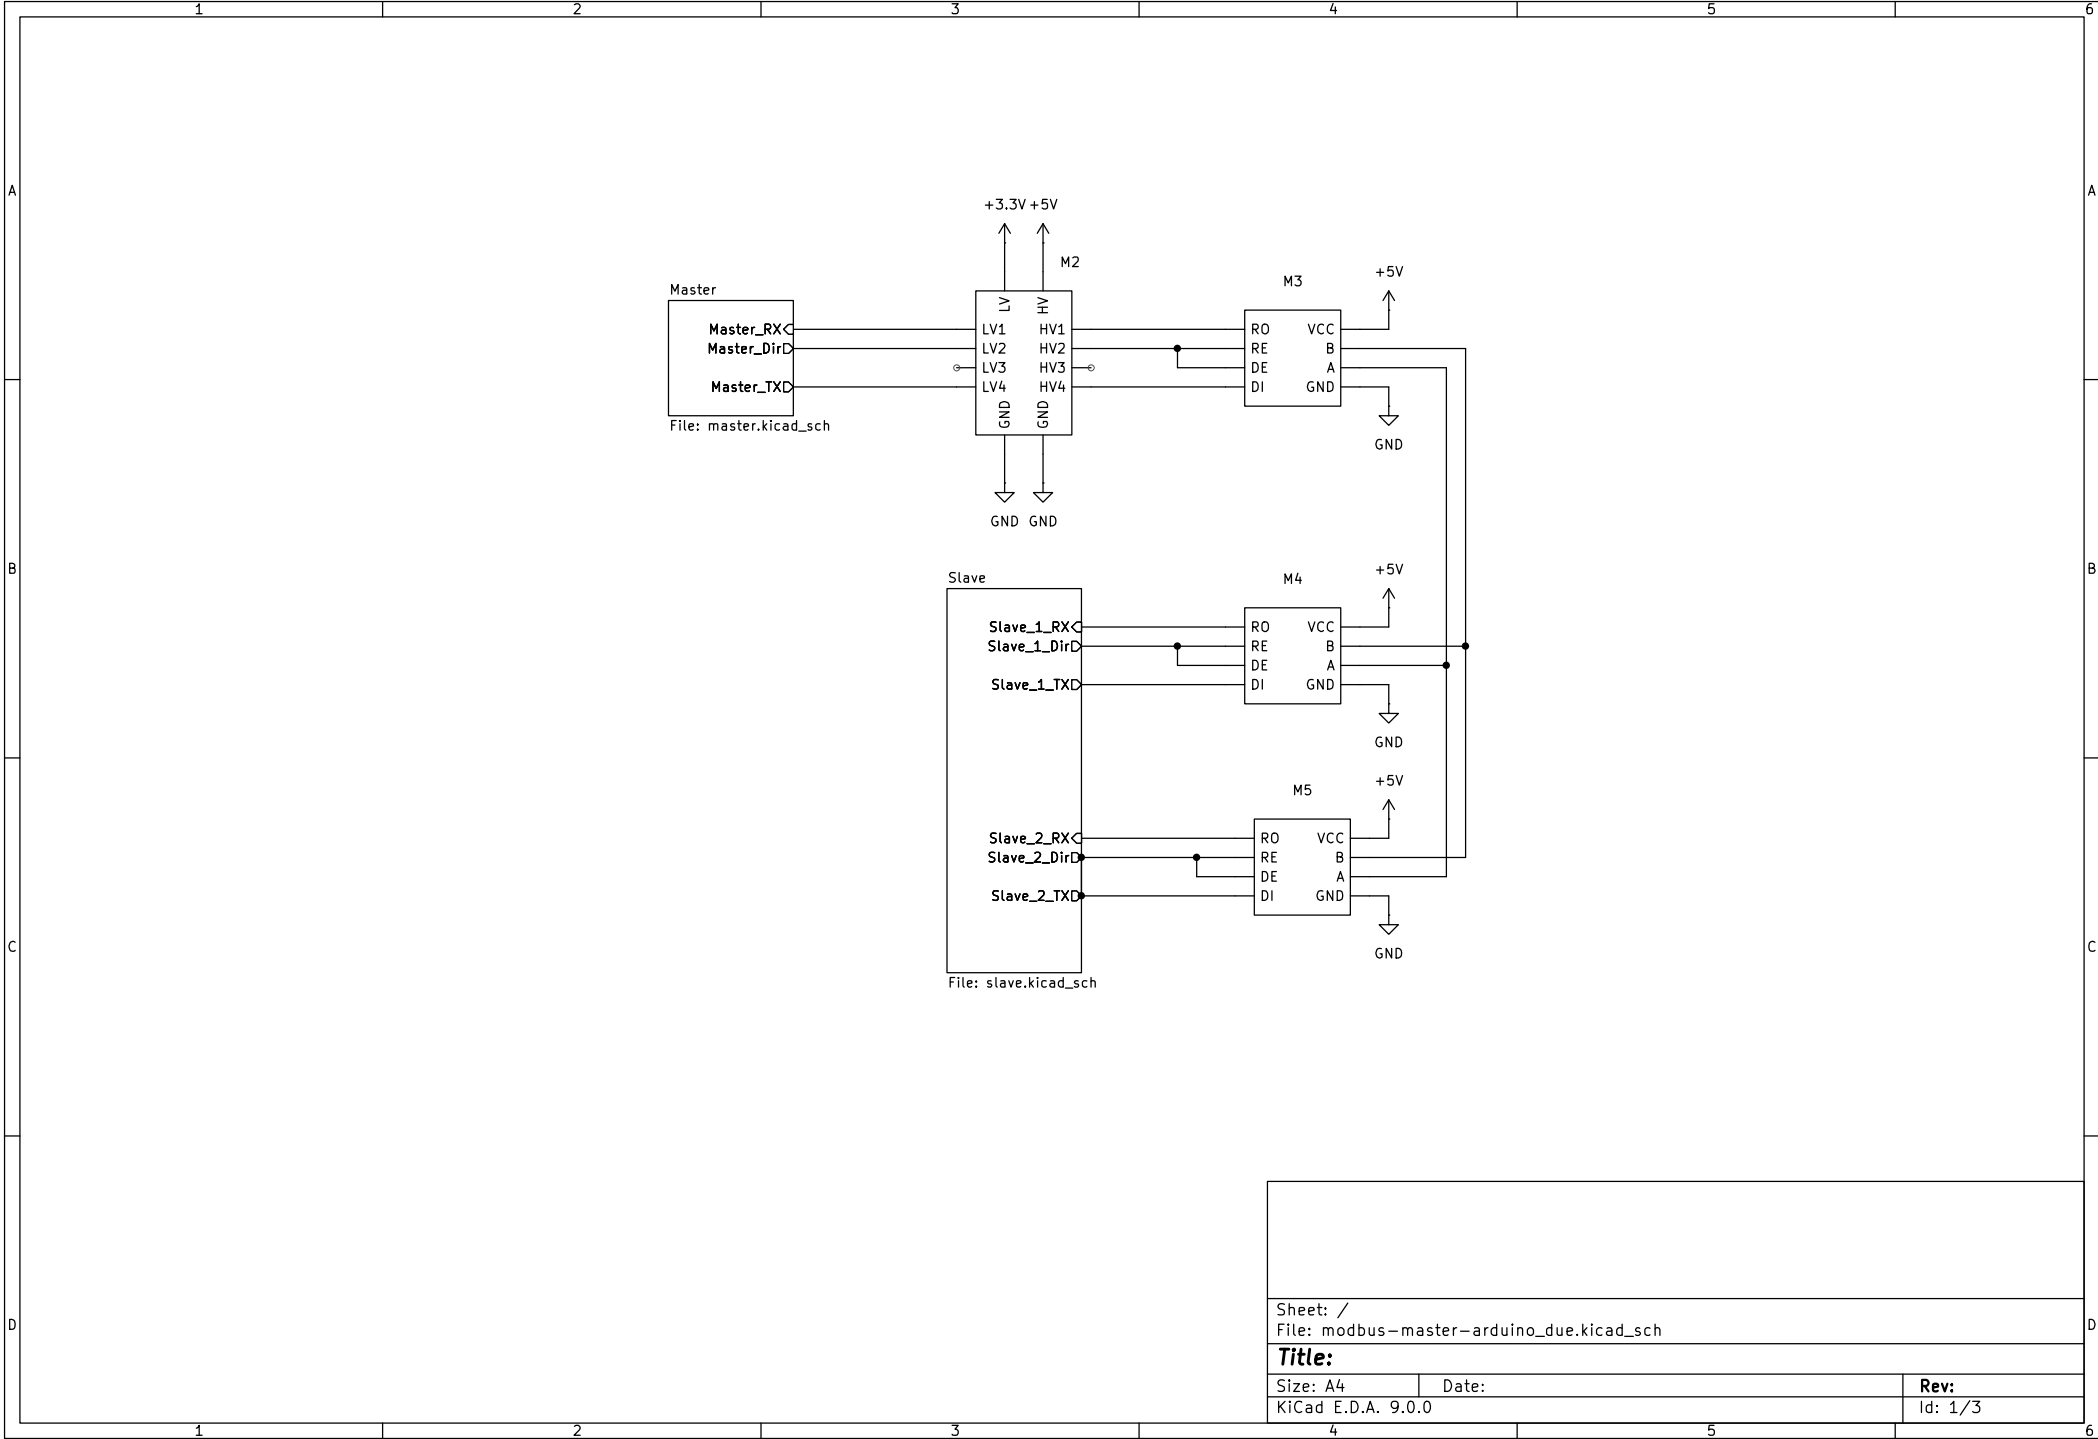 1 2 3 4 5 6
A A
+3.3V +5V
M2
+5V
M3
Master
LV HV
Master_RX LV1 HV1 RO VCC
Master_Dir LV2 HV2 RE B
LV3 HV3 DE A
Master_TX LV4 HV4 DI GND
GND GND
File: master.kicad_sch
GND
GND GND
B B
+5V
Slave M4
Slave_1_RX RO VCC
Slave_1_Dir RE B
DE A
Slave_1_TX DI GND
GND
+5V
M5
Slave_2_RX RO VCC
Slave_2_Dir RE B
DE A
Slave_2_TX DI GND
C C
GND
File: slave.kicad_sch
Sheet: /
D D
File: modbus-master-arduino_due.kicad_sch
Title:
Size: A4 Date: Rev:
KiCad E.D.A. 9.0.0 Id: 1/3
1 2 3 4 5 6